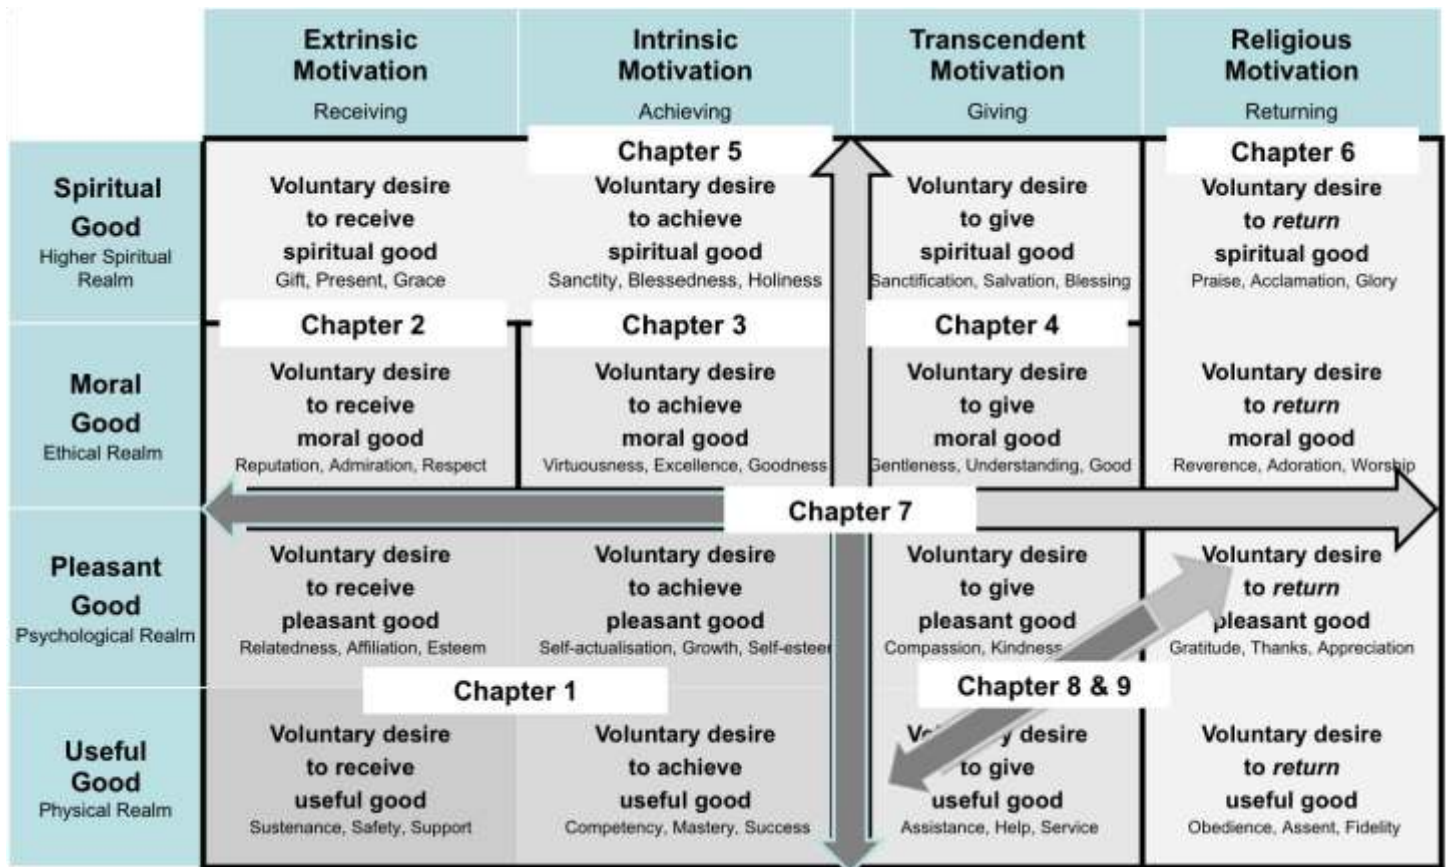 Extrinsic
Motivation
Receiving
Intrinsic
Motivation
Achieving
Transcendent
Motivation
Giving
Religious
Motivation
Returning
Chapter 5
Chapter 6
Spiritual
Good
Higher Spiritual
Realm
Voluntary desire
to receive
spiritual good
Gift, Present, Grace
Voluntary desire
to achieve
spiritual good
Sanctity, Blessedness, Holiness
Voluntary desire
to give
spiritual good
Sanctification, Salvation, Blessing
Voluntary desire
to return
spiritual good
Praise, Acclamation, Glory
Chapter 2
Chapter 3
Chapter 4
Moral
Good
Ethical Realm
Voluntary desire
to receive
moral good
Reputation, Admiration, Respect
Voluntary desire
to achieve
moral good
Virtuousness, Excellence, Goodness
Voluntary desire
to give
moral good
Gentleness, Understanding, Good
Voluntary desire
to return
moral good
Reverence, Adoration, Worship
Chapter 7
Pleasant
Good
Psychological Realm
Voluntary desire
to receive
pleasant good
Relatedness, Affiliation, Esteem
Voluntary desire
to achieve
pleasant good
Self-actualisation, Growth, Self-esteem
Voluntary desire
to give
pleasant good
Compassion, Kindness
Voluntary desire
to return
pleasant good
Gratitude, Thanks, Appreciation
Chapter 1
Chapter 8 & 9
Useful
Good
Physical Realm
Voluntary desire
to receive
useful good
Sustenance, Safety, Support
Voluntary desire
to achieve
useful good
Competency, Mastery, Success
Voluntary desire
to give
useful good
Assistance, Help, Service
Voluntary desire
to return
useful good
Obedience, Assent, Fidelity